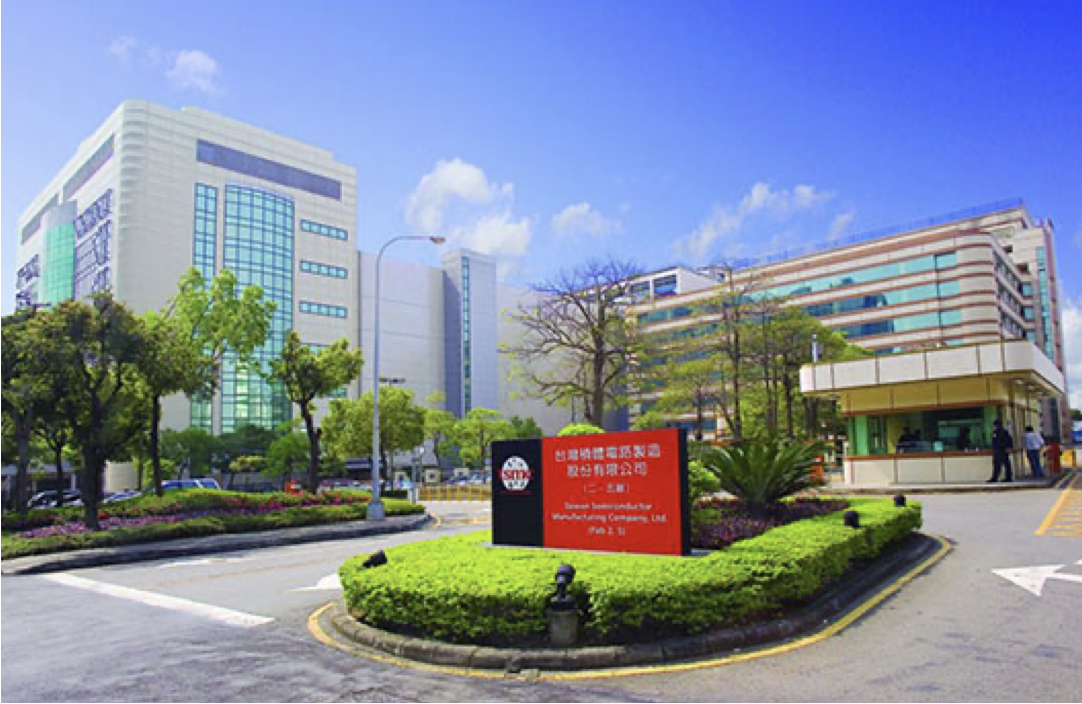 tsmc
台灣積體電路製造
股份有限公司
（二、五廠）
Taiwan Semiconductor
Manufacturing Company, Ltd.
(Fab 2, 5)